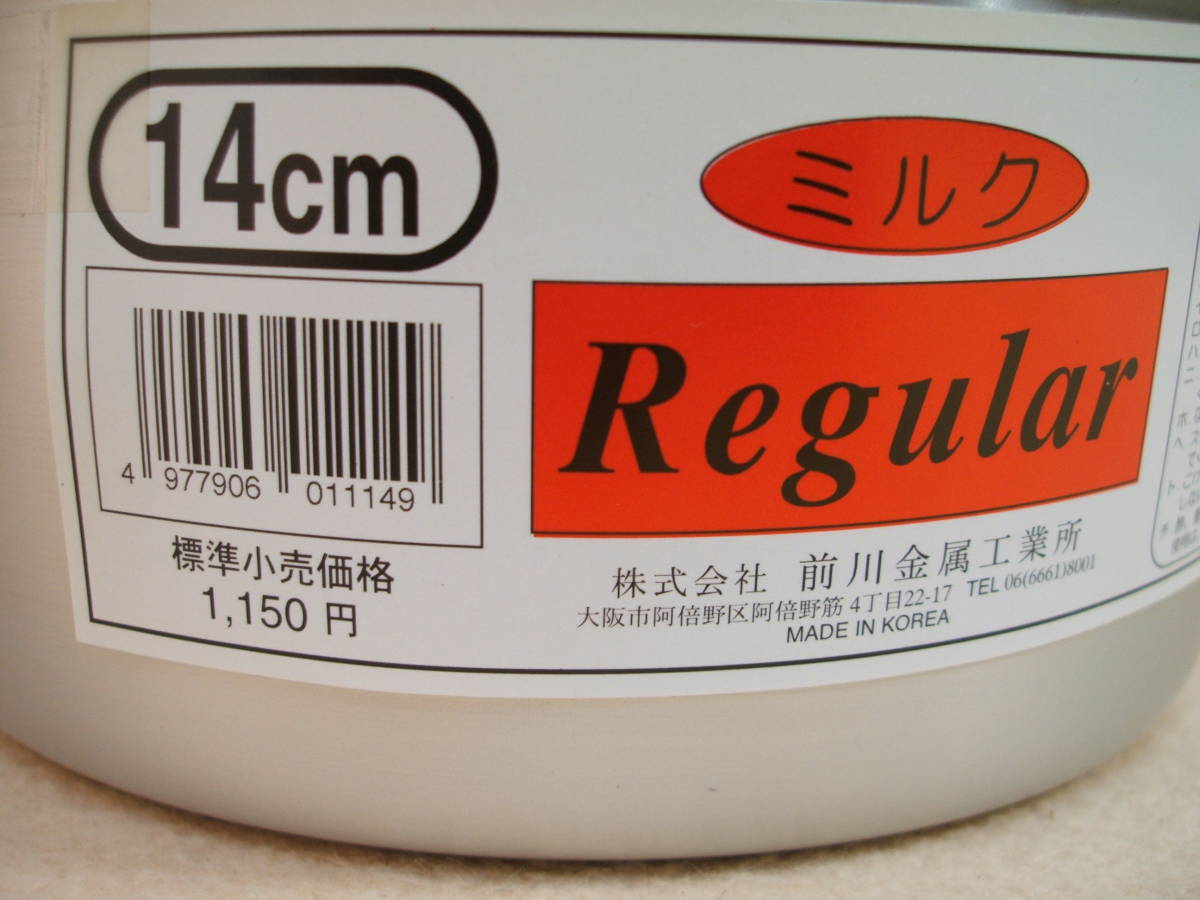 14cm
ミルク
Regular
4 977906 011149
標準小売価格
1,150 円
株式会社 前川金属工業所
大阪市阿倍野区阿倍野筋 4丁目22-17 TEL 06(6661)8001
MADE IN KOREA